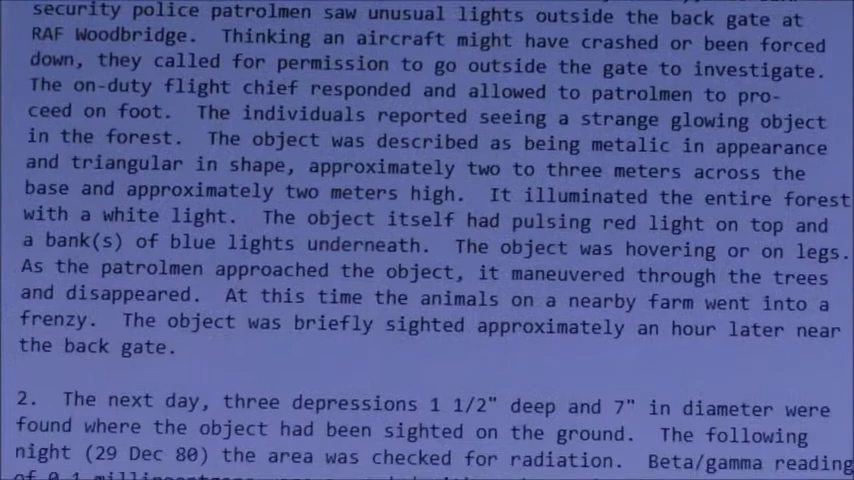 security police patrolmen saw unusual lights outside the back gate at
RAF Woodbridge.  Thinking an aircraft might have crashed or been forced
down, they called for permission to go outside the gate to investigate.
The on-duty flight chief responded and allowed to patrolmen to pro-
ceed on foot.  The individuals reported seeing a strange glowing object
in the forest.  The object was described as being metalic in appearance
and triangular in shape, approximately two to three meters across the
base and approximately two meters high.  It illuminated the entire forest
with a white light.  The object itself had pulsing red light on top and
a bank(s) of blue lights underneath.  The object was hovering or on legs.
As the patrolmen approached the object, it maneuvered through the trees
and disappeared.  At this time the animals on a nearby farm went into a
frenzy.  The object was briefly sighted approximately an hour later near
the back gate.
2.  The next day, three depressions 1 1/2" deep and 7" in diameter were
found where the object had been sighted on the ground.  The following
night (29 Dec 80) the area was checked for radiation.  Beta/gamma reading